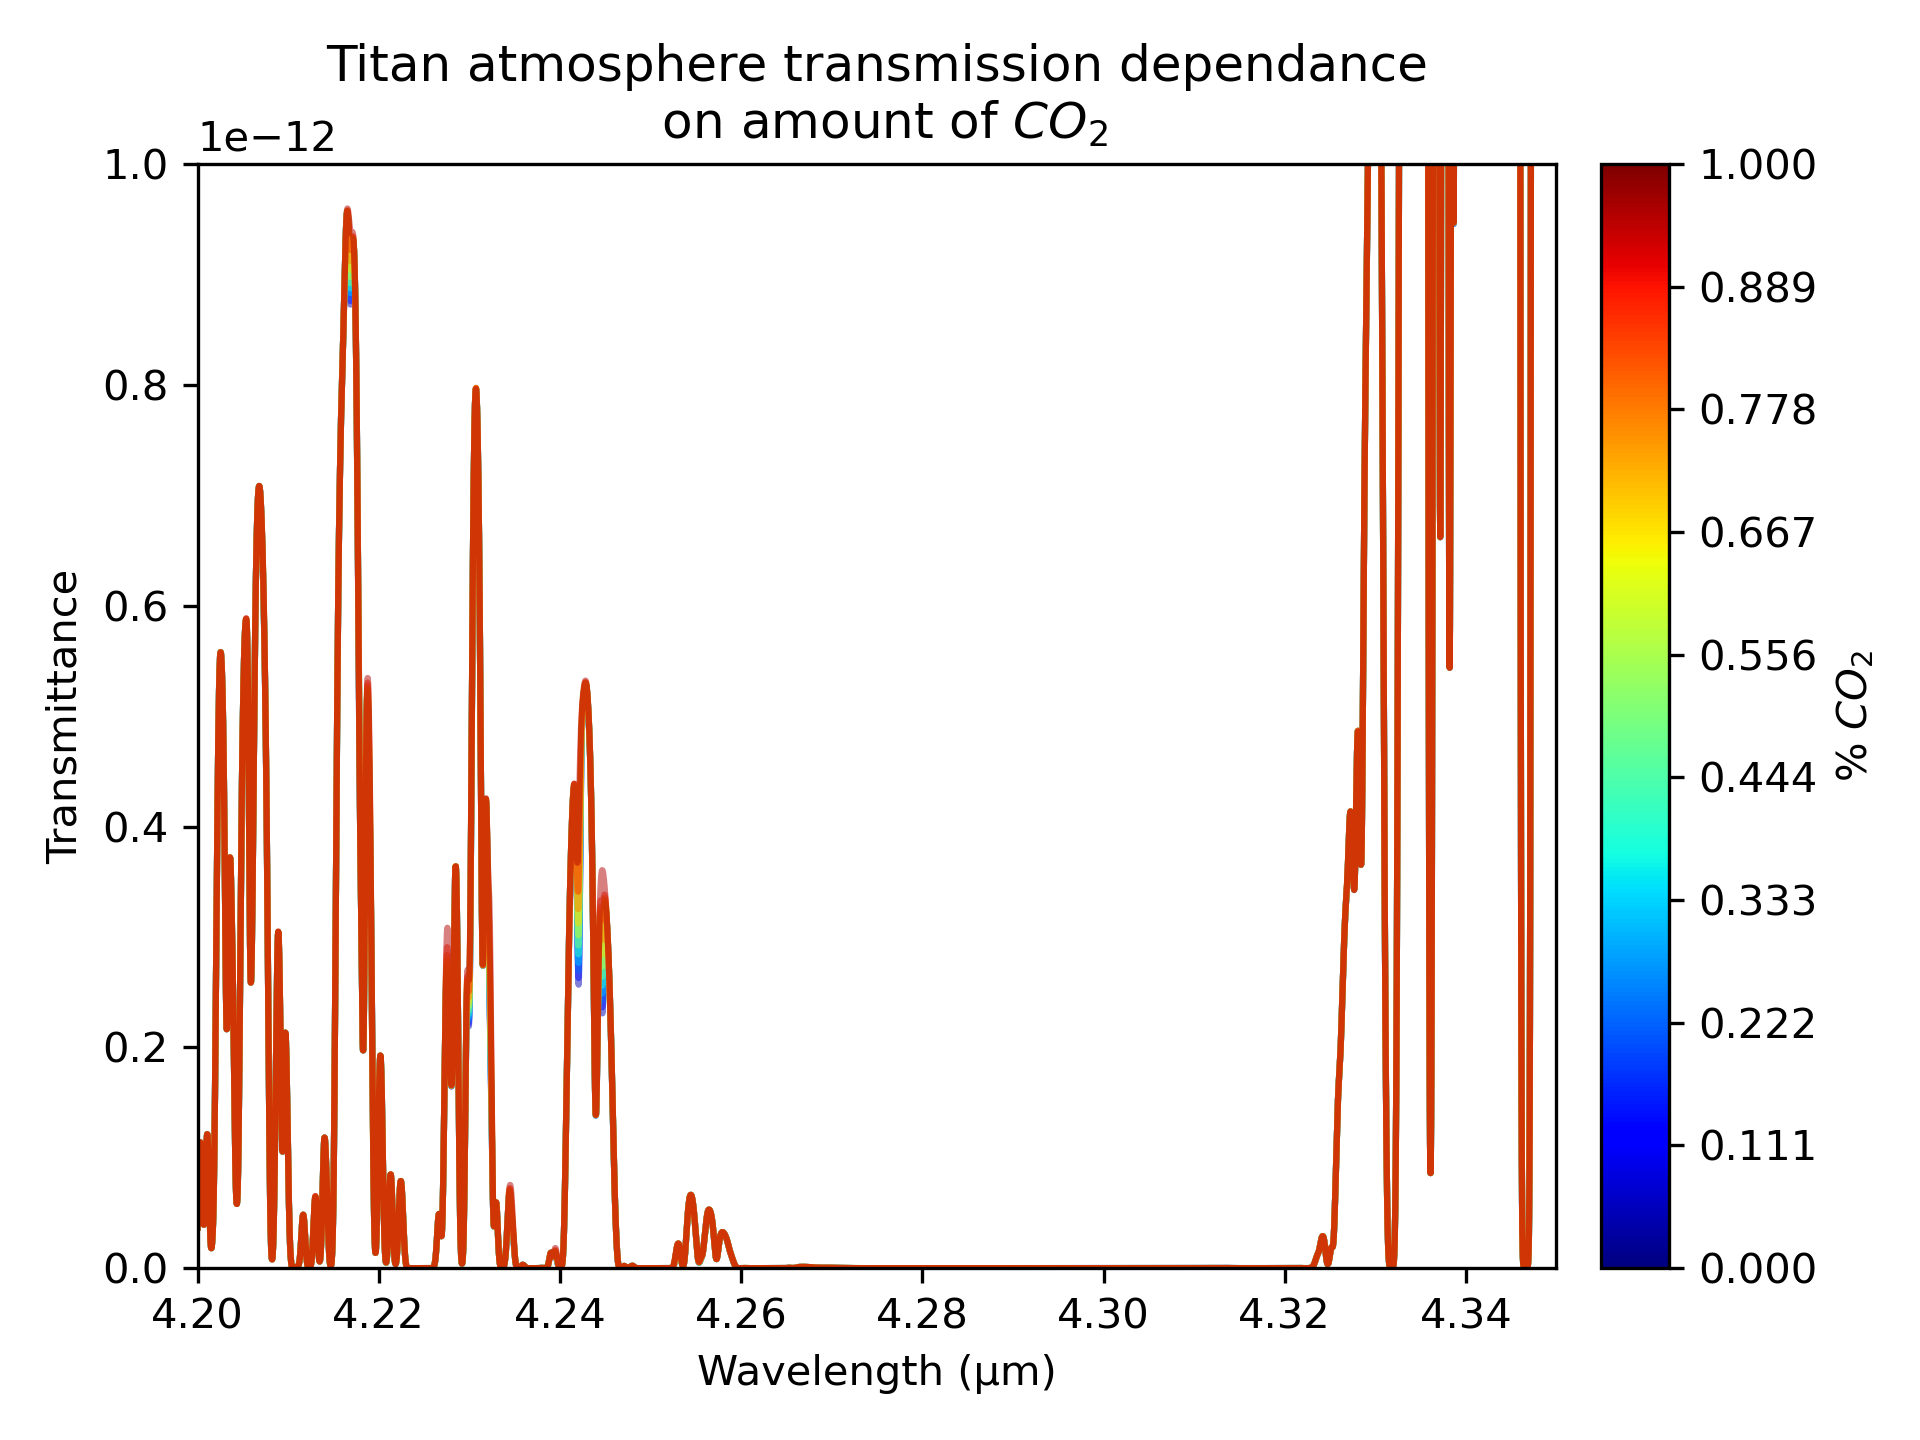 Titan atmosphere transmission dependance
on amount of CO₂
1e−12
1.0
0.8
0.6
0.4
0.2
0.0
Transmittance
4.20 4.22 4.24 4.26 4.28 4.30 4.32 4.34
Wavelength (μm)
1.000
0.889
0.778
0.667
0.556
0.444
0.333
0.222
0.111
0.000
% CO₂